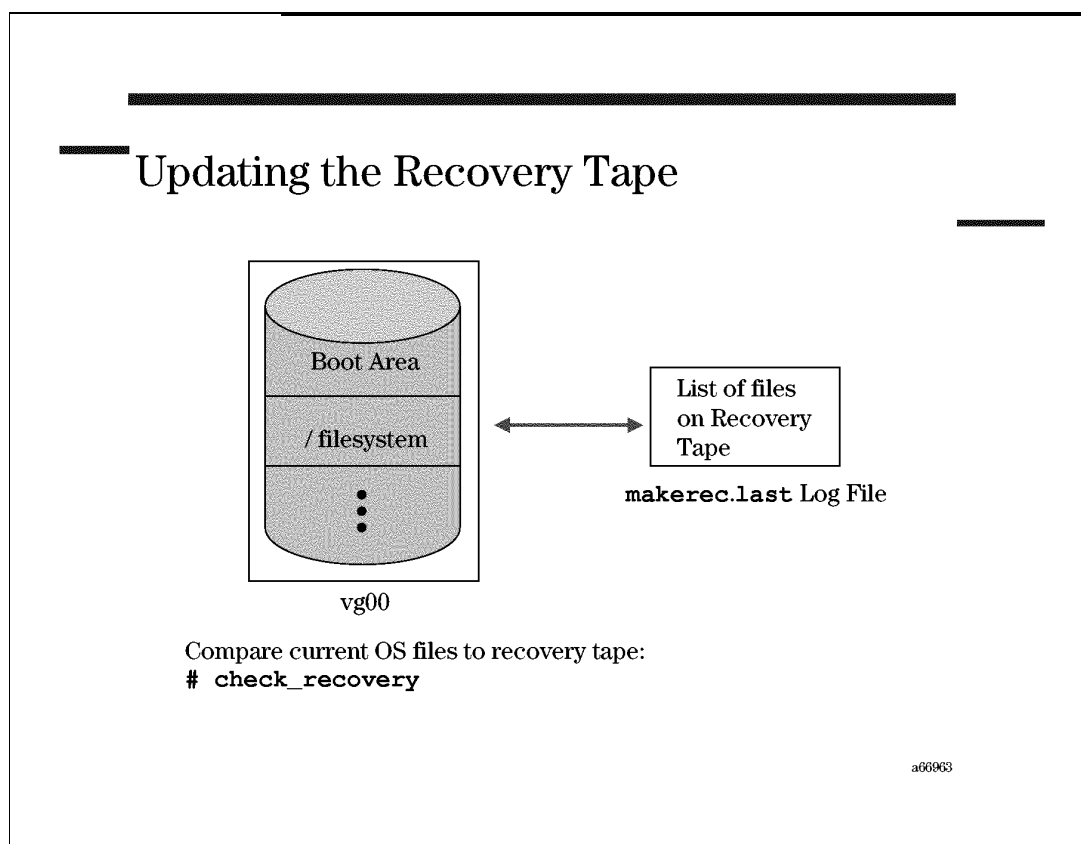 Updating the Recovery Tape
Boot Area
/ filesystem
List of files
on Recovery
Tape
makerec.last Log File
vg00
Compare current OS files to recovery tape:
# check_recovery
a66963